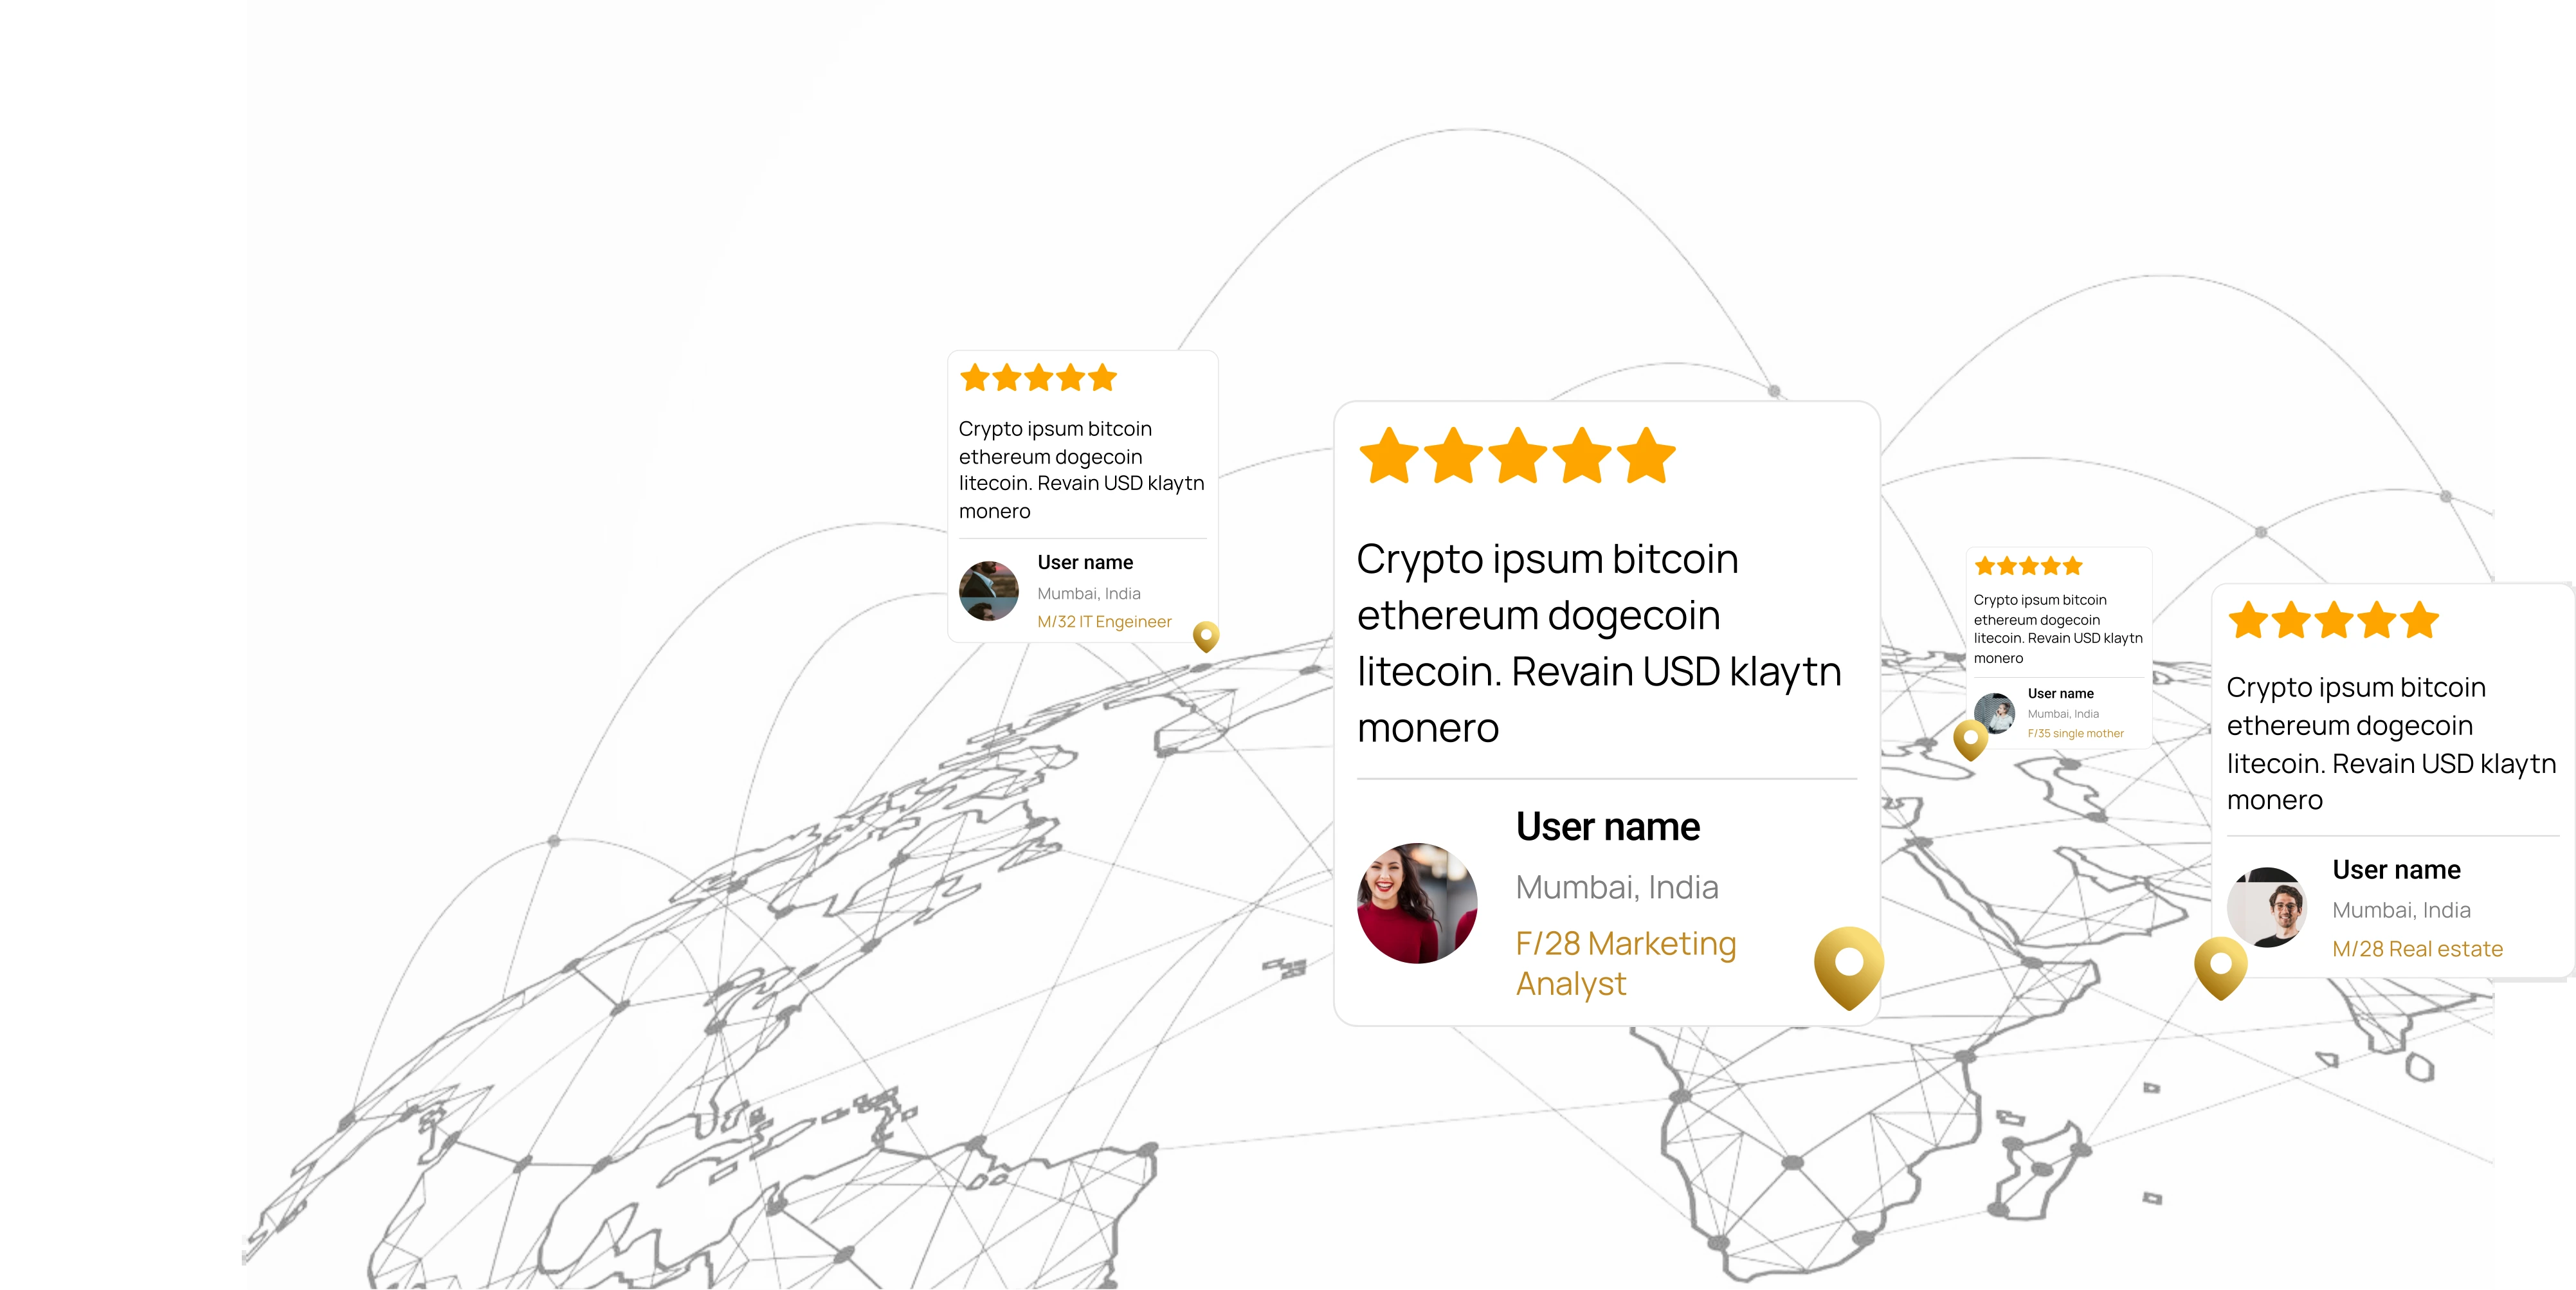 Crypto ipsum bitcoin
ethereum dogecoin
litecoin. Revain USD klaytn
monero
User name
Mumbai, India
M/32 IT Engeineer
Crypto ipsum bitcoin
ethereum dogecoin
litecoin. Revain USD klaytn
monero
User name
Mumbai, India
F/28 Marketing
Analyst
Crypto ipsum bitcoin
ethereum dogecoin
litecoin. Revain USD klaytn
monero
User name
Mumbai, India
F/35 single mother
Crypto ipsum bitcoin
ethereum dogecoin
litecoin. Revain USD klaytn
monero
User name
Mumbai, India
M/28 Real estate